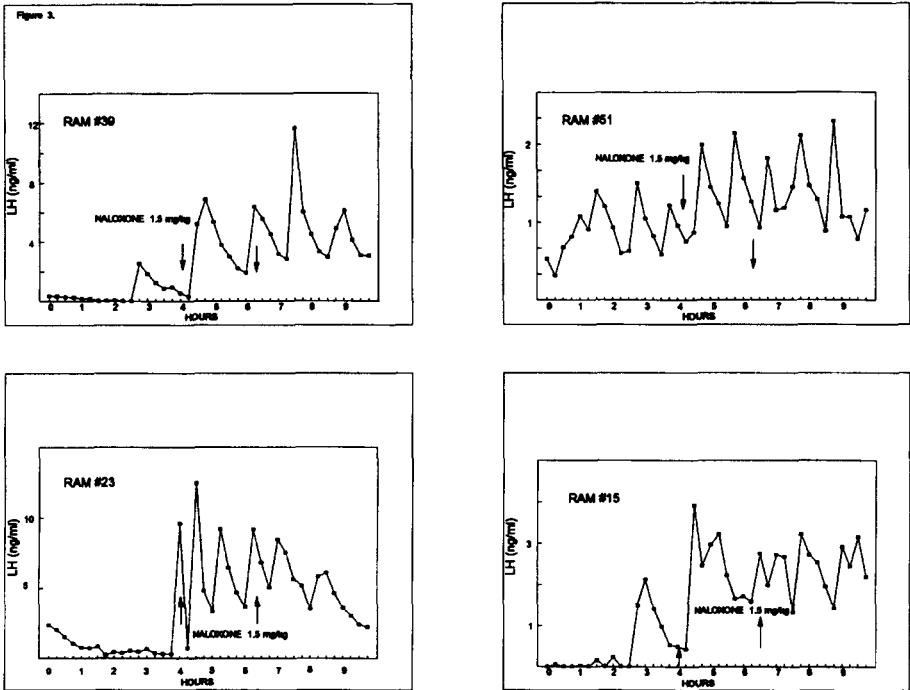 Figure 3.
RAM #39
12
8
4
LH (ng/ml)
NALOXONE 1.5 mg/kg
0 1 2 3 4 5 6 7 8 9
HOURS
RAM #51
2
1
LH (ng/ml)
NALOXONE 1.5 mg/kg
0 1 2 3 4 5 6 7 8 9
HOURS
RAM #23
10
5
LH (ng/ml)
NALOXONE 1.5 mg/kg
0 1 2 3 4 5 6 7 8 9
HOURS
RAM #15
3
1
LH (ng/ml)
NALOXONE 1.5 mg/kg
0 1 2 3 4 5 6 7 8 9
HOURS